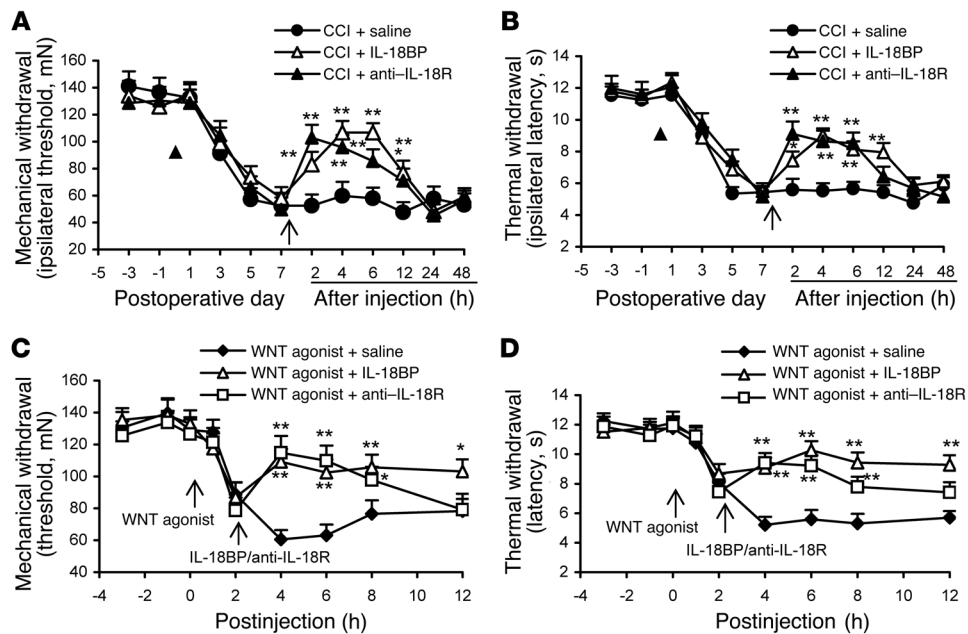 A
CCI + saline
CCI + IL-18BP
CCI + anti–IL-18R
Mechanical withdrawal
(ipsilateral threshold, mN)
160
140
120
100
80
60
40
20
**
**
**
**
**
**
**
*
-5 -3 -1 1 3 5 7 2 4 6 12 24 48
Postoperative day After injection (h)
B
CCI + saline
CCI + IL-18BP
CCI + anti–IL-18R
Thermal withdrawal
(ipsilateral latency, s)
14
12
10
8
6
4
2
** ** ** **
*
** **
-5 -3 -1 1 3 5 7 2 4 6 12 24 48
Postoperative day After injection (h)
C
WNT agonist + saline
WNT agonist + IL-18BP
WNT agonist + anti–IL-18R
Mechanical withdrawal
(threshold, mN)
160
140
120
100
80
60
40
** ** ** *
** ** *
WNT agonist
IL-18BP/anti-IL-18R
-4 -2 0 2 4 6 8 10 12
Postinjection (h)
D
WNT agonist + saline
WNT agonist + IL-18BP
WNT agonist + anti–IL-18R
Thermal withdrawal
(latency, s)
14
12
10
8
6
4
2
** ** ** **
** ** **
WNT agonist
IL-18BP/anti-IL-18R
-4 -2 0 2 4 6 8 10 12
Postinjection (h)